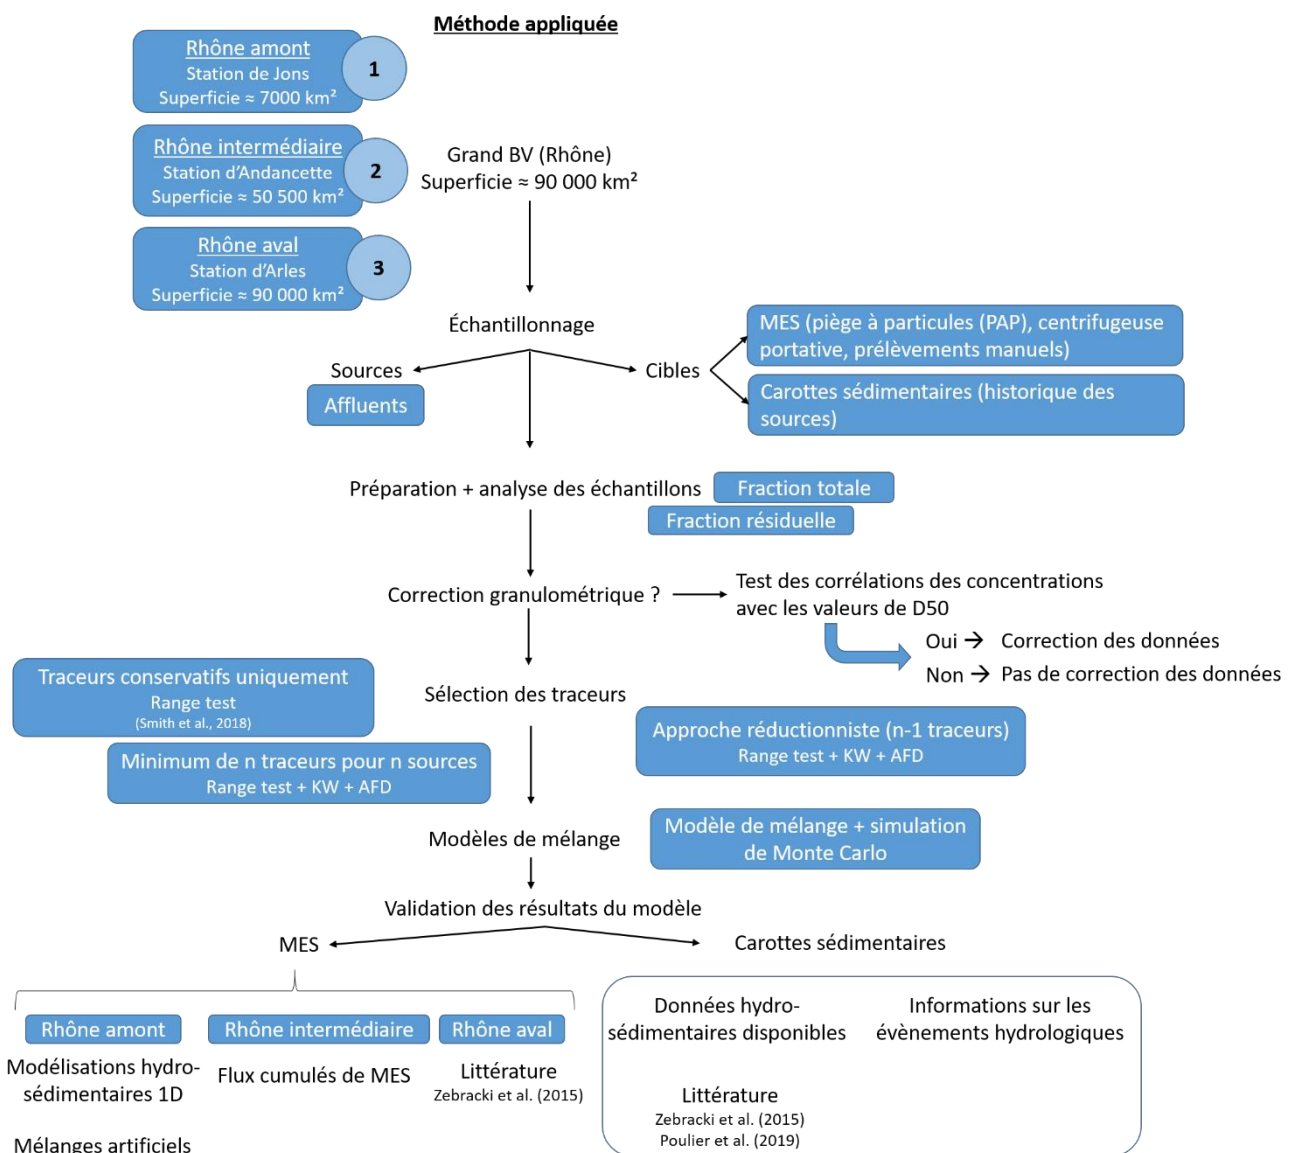 Méthode appliquée
Rhône amont
Station de Jons
Superficie ≈ 7000 km²
1
Rhône intermédiaire
Station d'Andancette
Superficie ≈ 50 500 km²
2
Grand BV (Rhône)
Superficie ≈ 90 000 km²
Rhône aval
Station d'Arles
Superficie ≈ 90 000 km²
3
Échantillonnage
Sources
Affluents
Cibles
MES (piège à particules (PAP), centrifugeuse
portative, prélèvements manuels)
Carottes sédimentaires (historique des
sources)
Préparation + analyse des échantillons
Fraction totale
Fraction résiduelle
Correction granulométrique ?
Test des corrélations des concentrations
avec les valeurs de D50
Oui → Correction des données
Non → Pas de correction des données
Traceurs conservatifs uniquement
Range test
(Smith et al., 2018)
Sélection des traceurs
Minimum de n traceurs pour n sources
Range test + KW + AFD
Approche réductionniste (n-1 traceurs)
Range test + KW + AFD
Modèles de mélange
Modèle de mélange + simulation
de Monte Carlo
Validation des résultats du modèle
MES
Carottes sédimentaires
Rhône amont
Modélisations hydro-
sédimentaires 1D
Mélanges artificiels
Rhône intermédiaire
Flux cumulés de MES
Rhône aval
Littérature
Zebracki et al. (2015)
Données hydro-
sédimentaires disponibles
Littérature
Zebracki et al. (2015)
Poulier et al. (2019)
Informations sur les
évènements hydrologiques